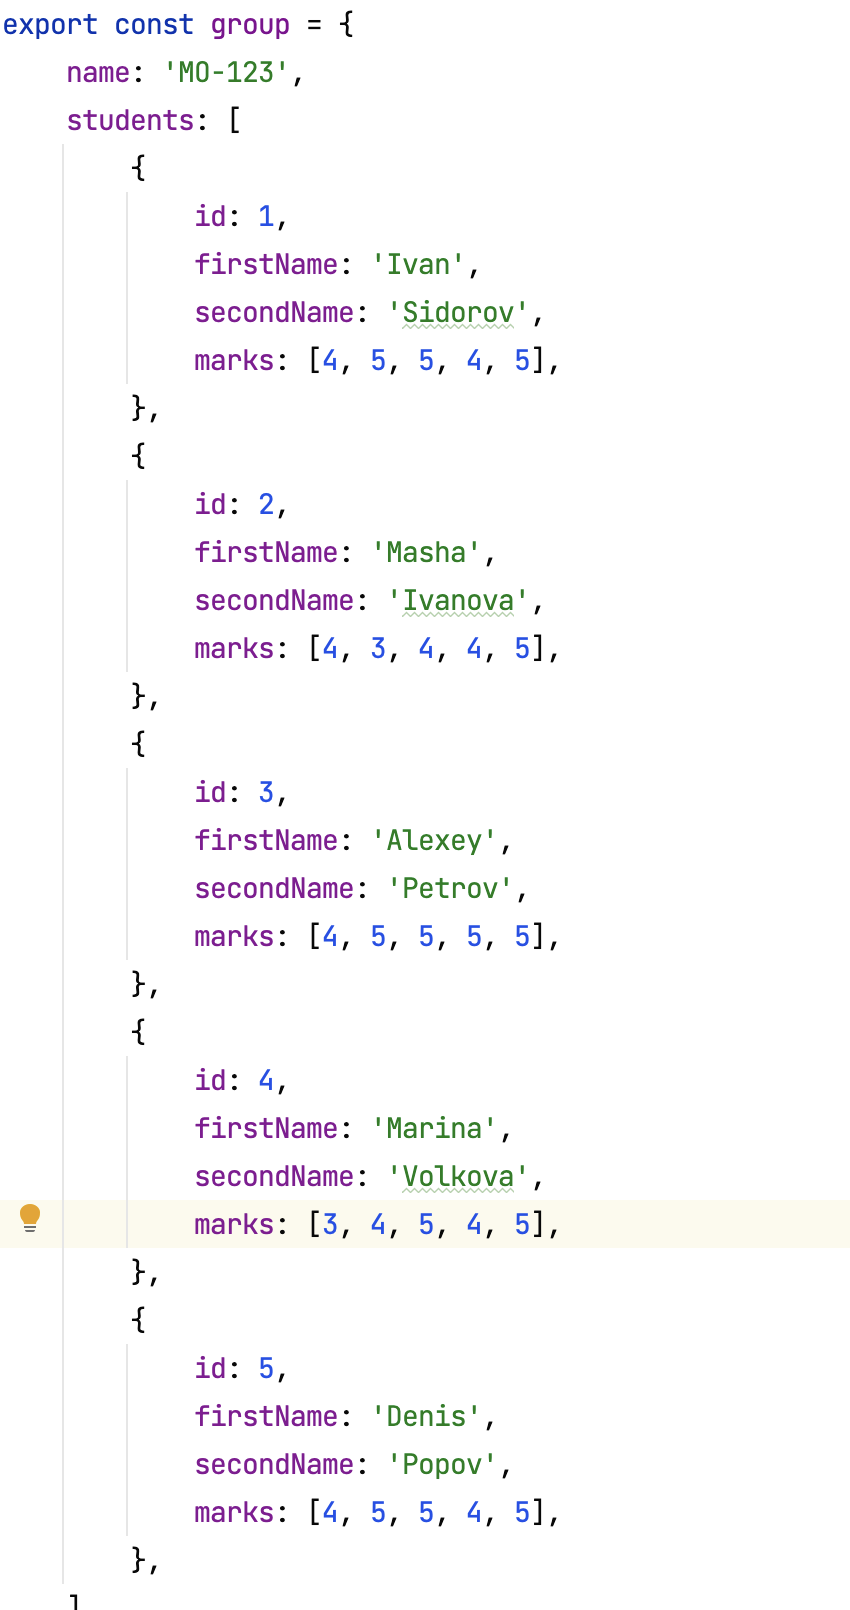 export const group = {
    name: 'MO-123',
    students: [
        {
            id: 1,
            firstName: 'Ivan',
            secondName: 'Sidorov',
            marks: [4, 5, 5, 4, 5],
        },
        {
            id: 2,
            firstName: 'Masha',
            secondName: 'Ivanova',
            marks: [4, 3, 4, 4, 5],
        },
        {
            id: 3,
            firstName: 'Alexey',
            secondName: 'Petrov',
            marks: [4, 5, 5, 5, 5],
        },
        {
            id: 4,
            firstName: 'Marina',
            secondName: 'Volkova',
            marks: [3, 4, 5, 4, 5],
        },
        {
            id: 5,
            firstName: 'Denis',
            secondName: 'Popov',
            marks: [4, 5, 5, 4, 5],
        },
    ]